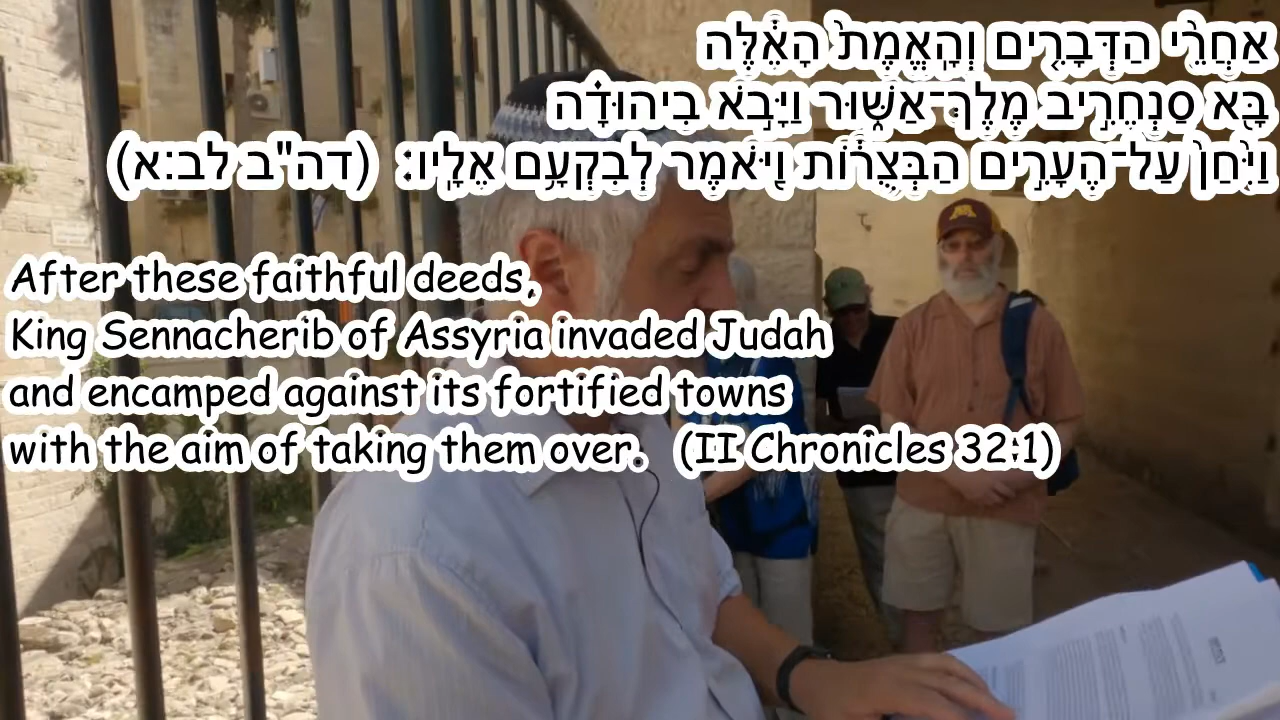 אַחֲרֵ֨י הַדְּבָרִ֤ים וְהָֽאֱמֶת֙ הָאֵ֔לֶּה
בָּ֖א סַנְחֵרִ֣יב מֶֽלֶךְ־אַשּׁ֑וּר וַיָּבֹ֣א בִֽיהוּדָ֗ה
וַיִּ֙חַן֙ עַל־הֶעָרִ֣ים הַבְּצֻר֔וֹת וַיֹּ֖אמֶר לְבִקְעָ֥ם אֵלָֽיו׃ (דה"ב לב:א)
After these faithful deeds,
King Sennacherib of Assyria invaded Judah
and encamped against its fortified towns
with the aim of taking them over. (II Chronicles 32:1)
M